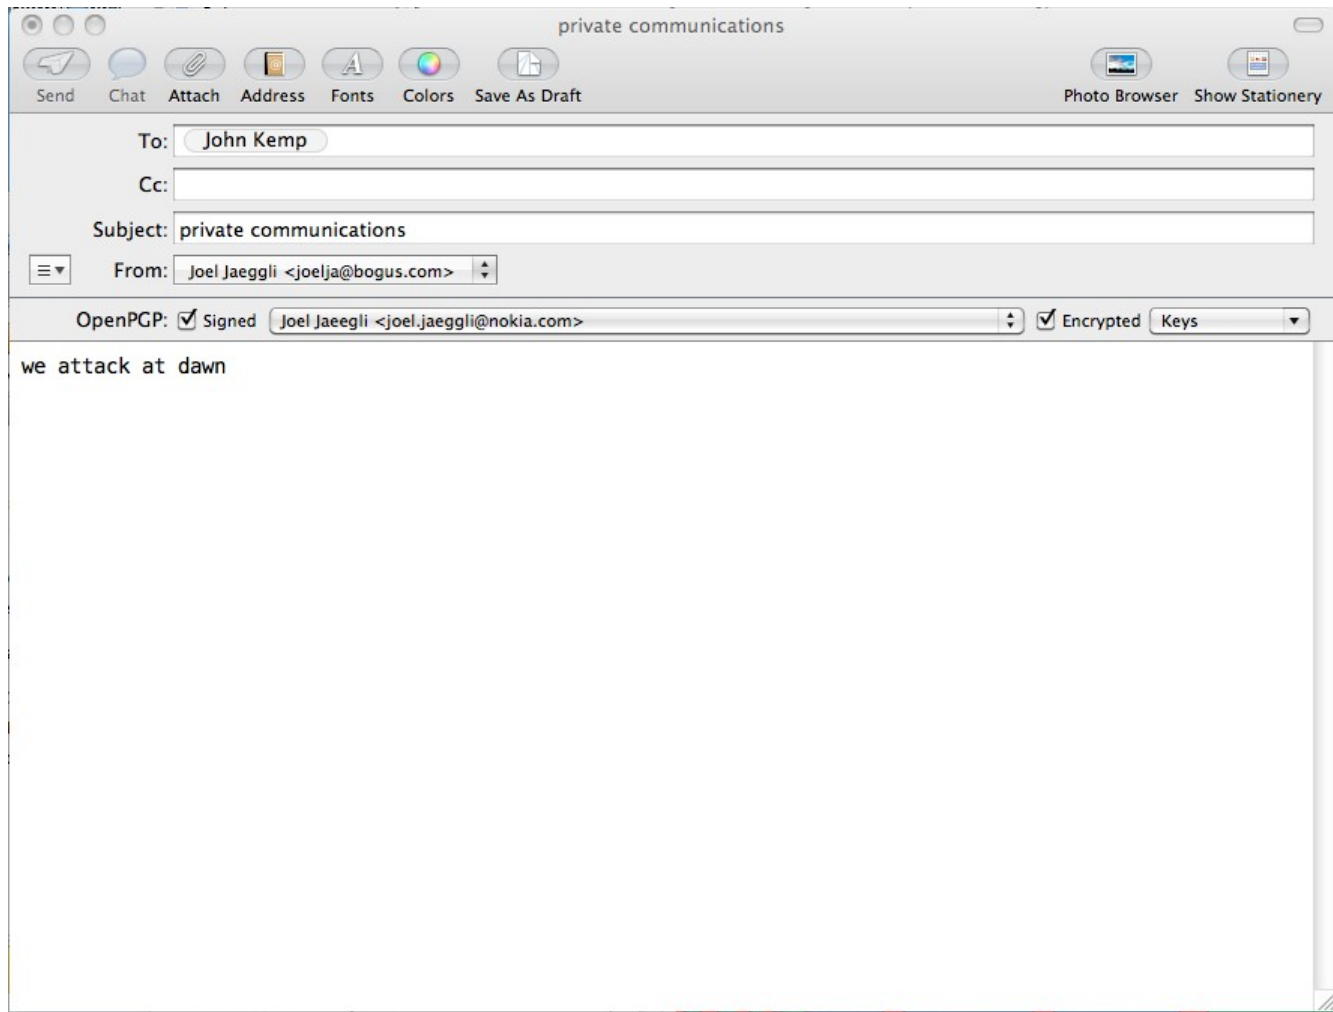 private communications
Send Chat Attach Address Fonts Colors Save As Draft Photo Browser Show Stationery
To: John Kemp
Cc:
Subject: private communications
From: Joel Jaeggli <joelja@bogus.com>
OpenPGP: Signed Joel Jaeegli <joel.jaeggli@nokia.com> Encrypted Keys
we attack at dawn